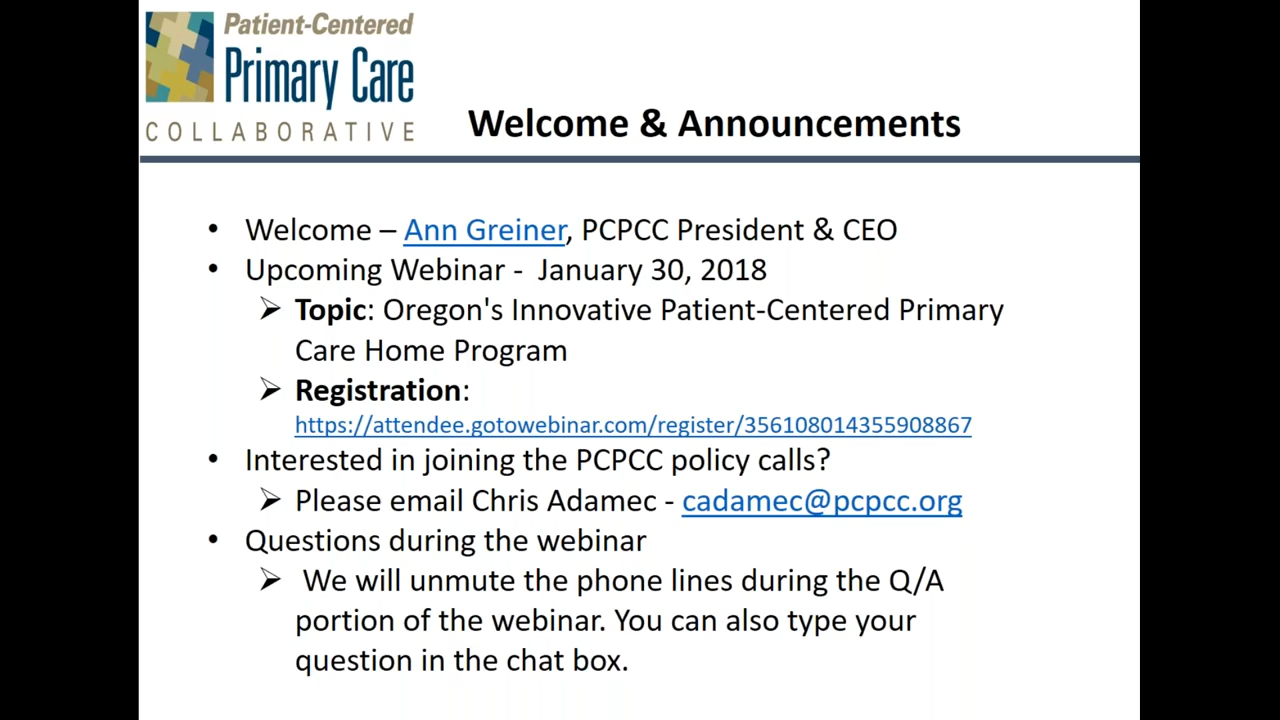 Patient-Centered
Primary Care
COLLABORATIVE
Welcome & Announcements
• Welcome – Ann Greiner, PCPCC President & CEO
• Upcoming Webinar - January 30, 2018
➢ Topic: Oregon's Innovative Patient-Centered Primary
Care Home Program
➢ Registration:
https://attendee.gotowebinar.com/register/356108014355908867
• Interested in joining the PCPCC policy calls?
➢ Please email Chris Adamec - cadamec@pcpcc.org
• Questions during the webinar
➢ We will unmute the phone lines during the Q/A
portion of the webinar. You can also type your
question in the chat box.